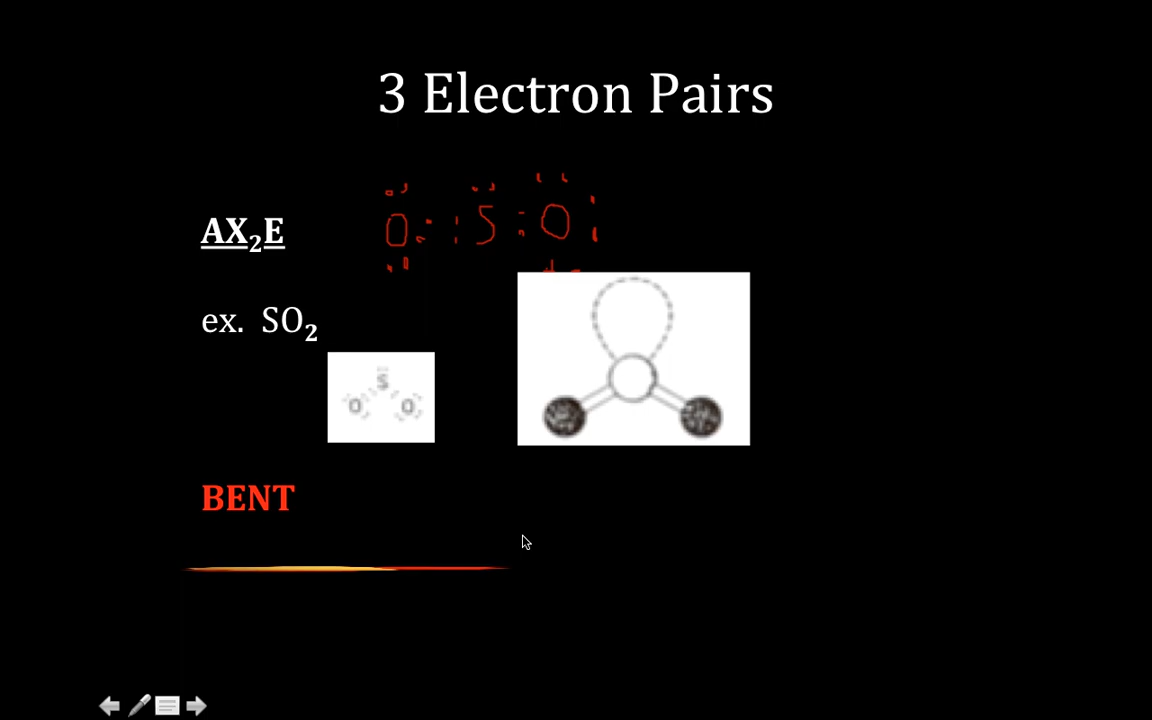 3 Electron Pairs
AX₂E
O::S:O:
ex. SO₂
S
O O
BENT